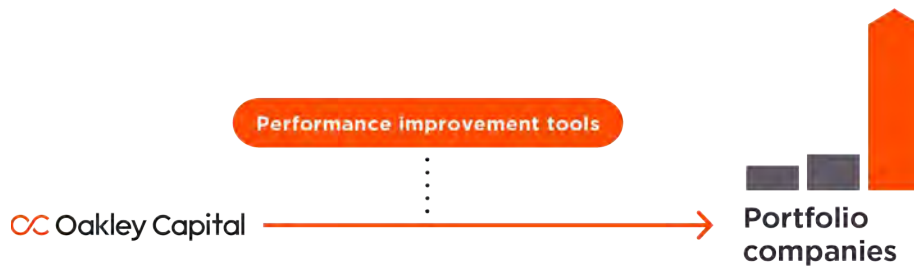 Performance improvement tools
Oakley Capital
Portfolio
companies